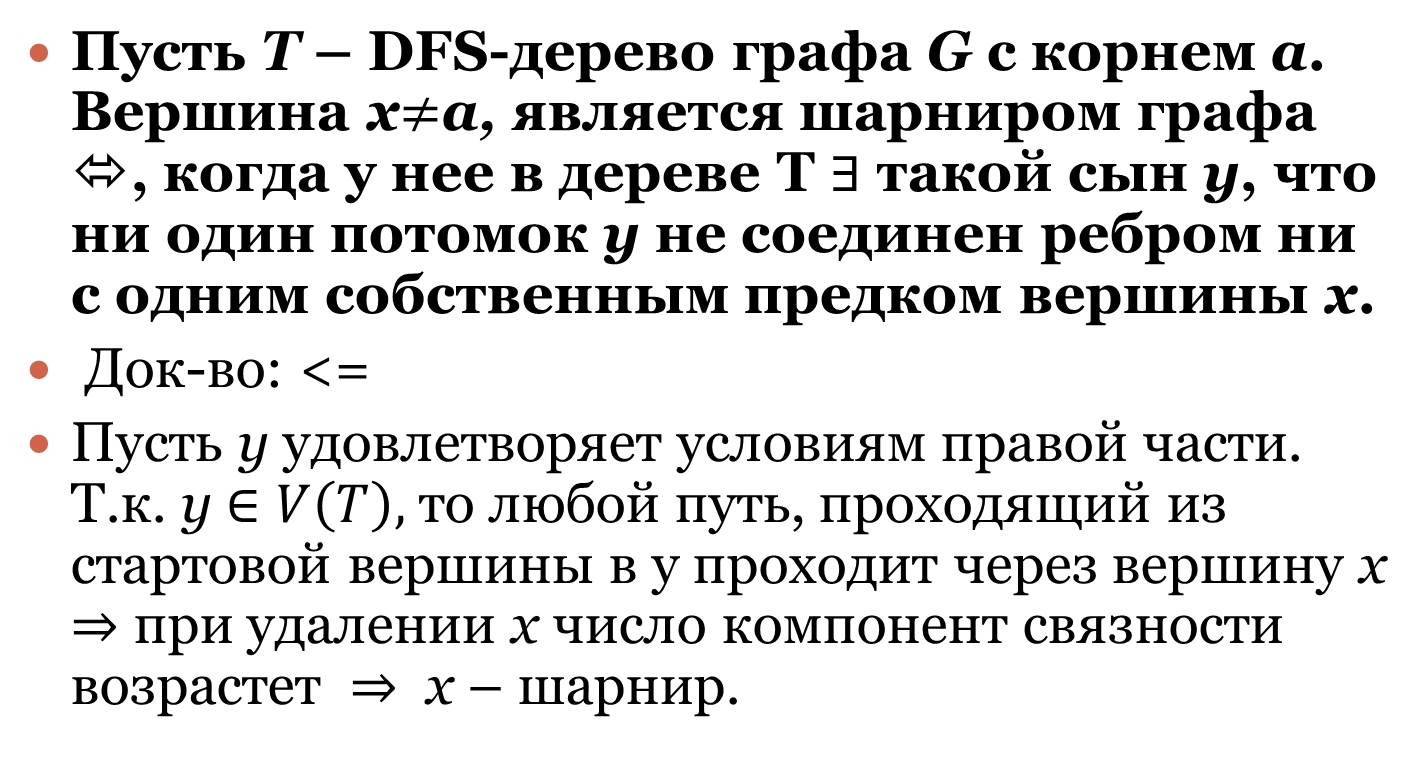 • Пусть T – DFS-дерево графа G с корнем a.
Вершина x≠a, является шарниром графа
⬄, когда у нее в дереве T ∃ такой сын y, что
ни один потомок y не соединен ребром ни
с одним собственным предком вершины x.
• Док-во: <=
• Пусть y удовлетворяет условиям правой части.
Т.к. y ∈ V(T), то любой путь, проходящий из
стартовой вершины в у проходит через вершину x
⇒ при удалении x число компонент связности
возрастет ⇒ x – шарнир.